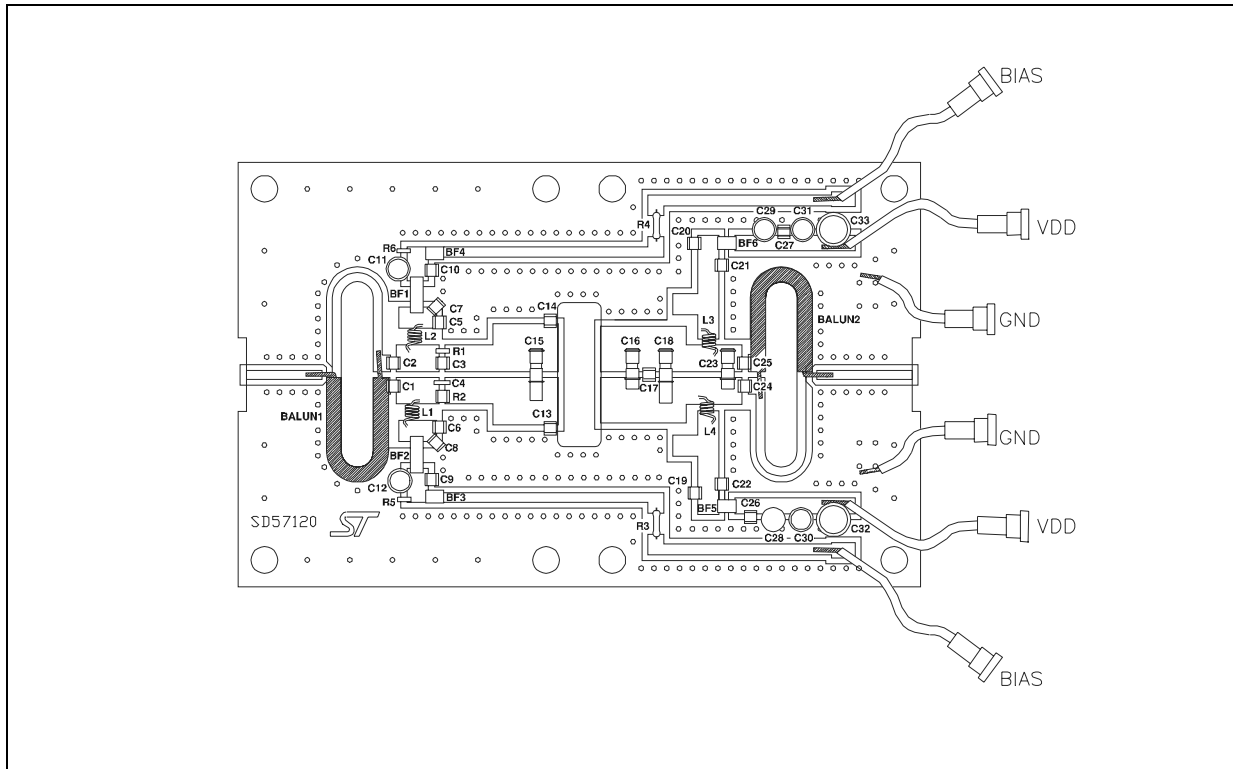 BIAS
VDD
C29 C31 C33
R4
C20 BF6 C27
R6 BF4
C11 C10 C21
BF1
C7
C5 C14 L3 BALUN2 GND
L2
R1 C15 C16 C18 C23
C2 C3 C25
C17
C1 C4 C24
R2
BALUN1 L1
C6 C13 L4 GND
C8
BF2
C9 C22
C12 BF3 C19 C26
R5 BF5
SD57120 ST R3 C32 VDD
C28 - C30
BIAS